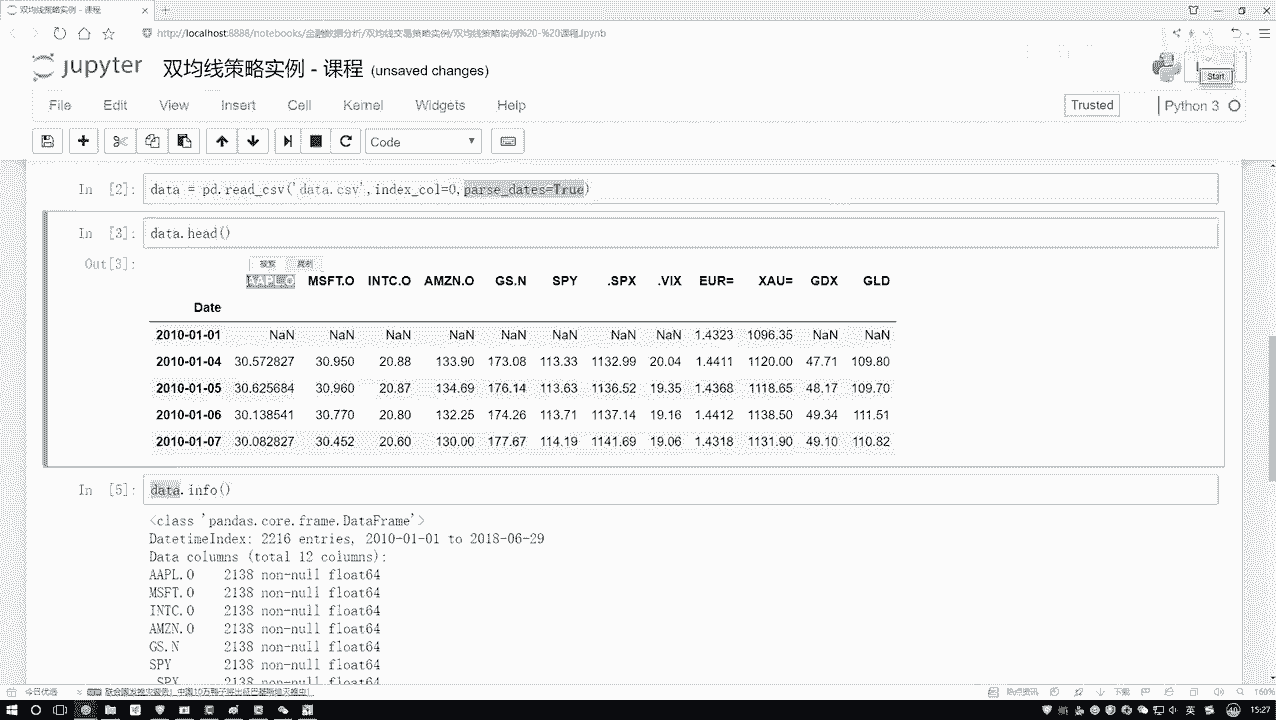 双均线策略实例 - 课程
http://localhost:8888/notebooks/金融数据分析/双均线交易策略实例/双均线策略实例%20-%20课程.ipynb
jupyter 双均线策略实例 - 课程 (unsaved changes)
Start
File Edit View Insert Cell Kernel Widgets Help
Trusted Python 3
Code
In [2]: data = pd.read_csv('data.csv',index_col=0,parse_dates=True)
In [3]: data.head()
Out[3]:
AAPL.O MSFT.O INTC.O AMZN.O GS.N SPY .SPX .VIX EUR= XAU= GDX GLD
Date
2010-01-01 NaN NaN NaN NaN NaN NaN NaN NaN 1.4323 1096.35 NaN NaN
2010-01-04 30.572827 30.950 20.88 133.90 173.08 113.33 1132.99 20.04 1.4411 1120.00 47.71 109.80
2010-01-05 30.625684 30.960 20.87 134.69 176.14 113.63 1136.52 19.35 1.4368 1118.65 48.17 109.70
2010-01-06 30.138541 30.770 20.80 132.25 174.26 113.71 1137.14 19.16 1.4412 1138.50 49.34 111.51
2010-01-07 30.082827 30.452 20.60 130.00 177.67 114.19 1141.69 19.06 1.4318 1131.90 49.10 110.82
In [5]: data.info()
<class 'pandas.core.frame.DataFrame'>
DatetimeIndex: 2216 entries, 2010-01-01 to 2018-06-29
Data columns (total 12 columns):
AAPL.O 2138 non-null float64
MSFT.O 2138 non-null float64
INTC.O 2138 non-null float64
AMZN.O 2138 non-null float64
GS.N 2138 non-null float64
SPY 2138 non-null float64
.SPX 2138 non-null float64
今日优选
热点资讯 下载 160%
英 15:27